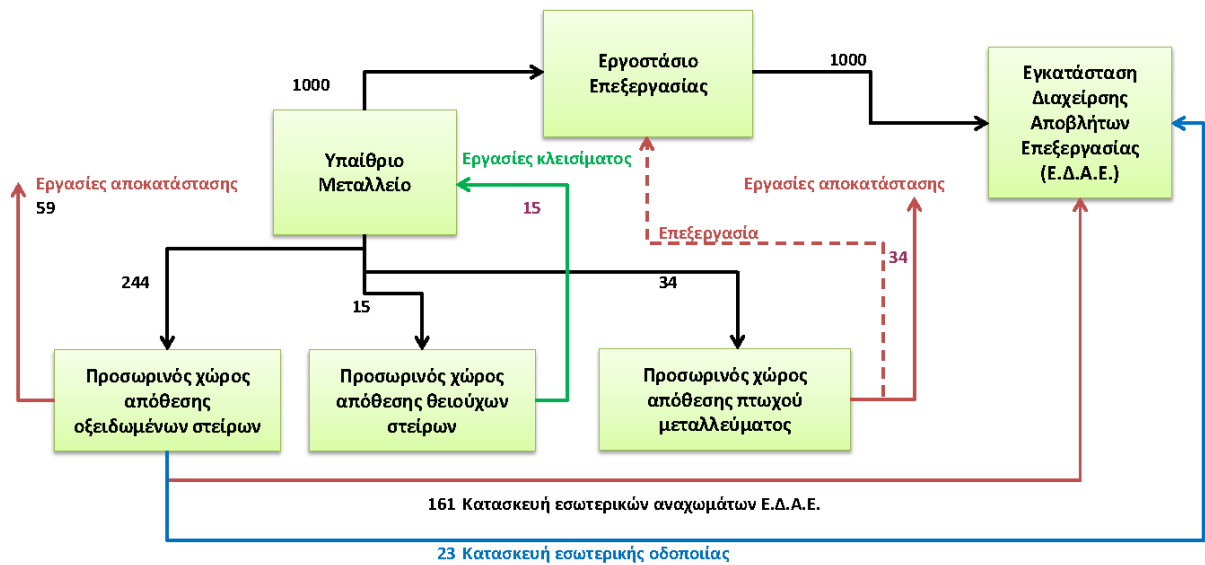 Εργοστάσιο
Επεξεργασίας
1000
1000
Εγκατάσταση
Διαχείρσης
Αποβλήτων
Επεξεργασίας
(Ε.Δ.Α.Ε.)
Υπαίθριο
Μεταλλείο
Εργασίες κλεισίματος
15
Εργασίες αποκατάστασης
59
Εργασίες αποκατάστασης
34
Επεξεργασία
244
15
34
Προσωρινός χώρος
απόθεσης
οξειδωμένων στείρων
Προσωρινός χώρος
απόθεσης θειούχων
στείρων
Προσωρινός χώρος
απόθεσης πτωχού
μεταλλεύματος
161 Κατασκευή εσωτερικών αναχωμάτων Ε.Δ.Α.Ε.
23 Κατασκευή εσωτερικής οδοποιίας